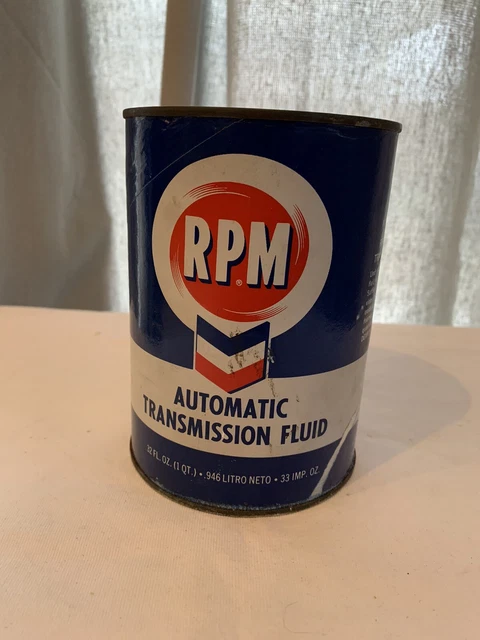 RPM®
AUTOMATIC
TRANSMISSION FLUID
32 FL. OZ. (1 QT.) • .946 LITRO NETO • 33 IMP. OZ.